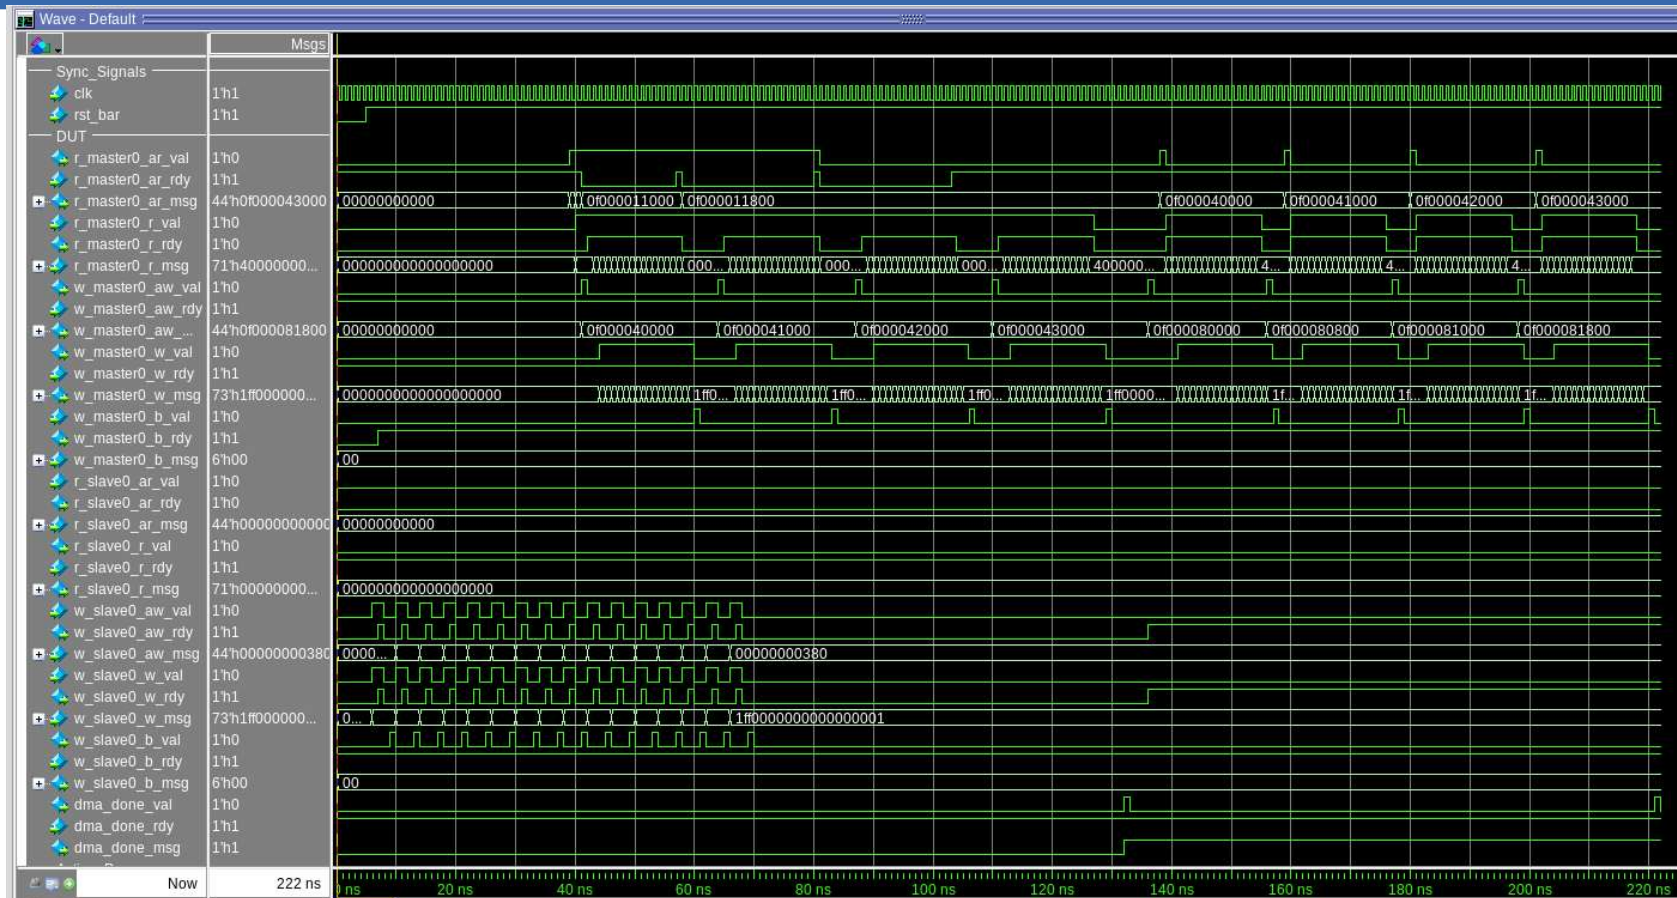 Wave - Default
Msgs
Sync_Signals
clk 1'h1
rst_bar 1'h1
DUT
r_master0_ar_val 1'h0
r_master0_ar_rdy 1'h1
r_master0_ar_msg 44'h0f000043000 00000000000 0f000011000 0f000011800 0f000040000 0f000041000 0f000042000 0f000043000
r_master0_r_val 1'h0
r_master0_r_rdy 1'h0
r_master0_r_msg 71'h40000000... 000000000000000000 000... 000... 000... 400000... 4... 4... 4...
w_master0_aw_val 1'h0
w_master0_aw_rdy 1'h1
w_master0_aw_... 44'h0f000081800 00000000000 0f000040000 0f000041000 0f000042000 0f000043000 0f000080000 0f000080800 0f000081000 0f000081800
w_master0_w_val 1'h0
w_master0_w_rdy 1'h1
w_master0_w_msg 73'h1ff000000... 0000000000000000000 1ff0... 1ff0... 1ff0... 1ff0000... 1f... 1f... 1f...
w_master0_b_val 1'h0
w_master0_b_rdy 1'h1
w_master0_b_msg 6'h00 00
r_slave0_ar_val 1'h0
r_slave0_ar_rdy 1'h0
r_slave0_ar_msg 44'h00000000000 00000000000
r_slave0_r_val 1'h0
r_slave0_r_rdy 1'h1
r_slave0_r_msg 71'h00000000... 000000000000000000
w_slave0_aw_val 1'h0
w_slave0_aw_rdy 1'h1
w_slave0_aw_msg 44'h00000000380 0000... 00000000380
w_slave0_w_val 1'h0
w_slave0_w_rdy 1'h1
w_slave0_w_msg 73'h1ff000000... 0... 1ff0000000000000001
w_slave0_b_val 1'h0
w_slave0_b_rdy 1'h1
w_slave0_b_msg 6'h00 00
dma_done_val 1'h0
dma_done_rdy 1'h1
dma_done_msg 1'h1
Now 222 ns ns 20 ns 40 ns 60 ns 80 ns 100 ns 120 ns 140 ns 160 ns 180 ns 200 ns 220 ns